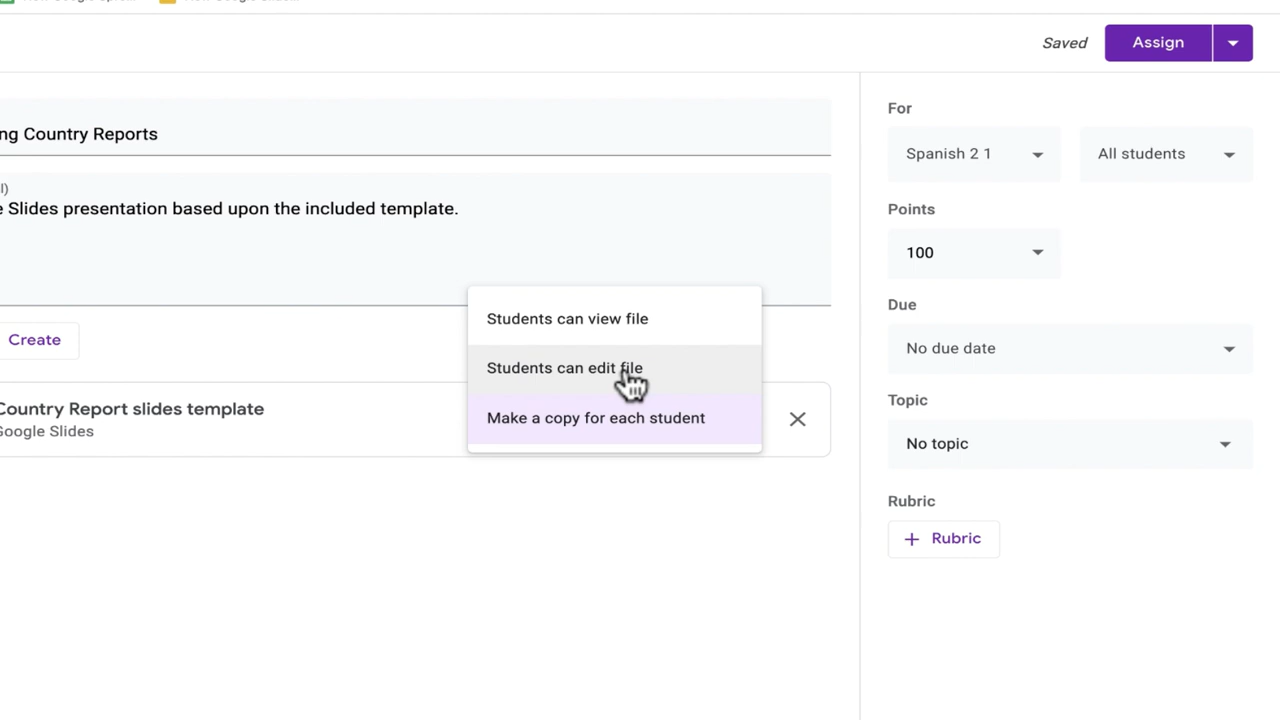 Saved
Assign
ng Country Reports
l)
Slides presentation based upon the included template.
Students can view file
Students can edit file
Make a copy for each student
Create
Country Report slides template
Google Slides
For
Spanish 2 1
All students
Points
100
Due
No due date
Topic
No topic
Rubric
+ Rubric